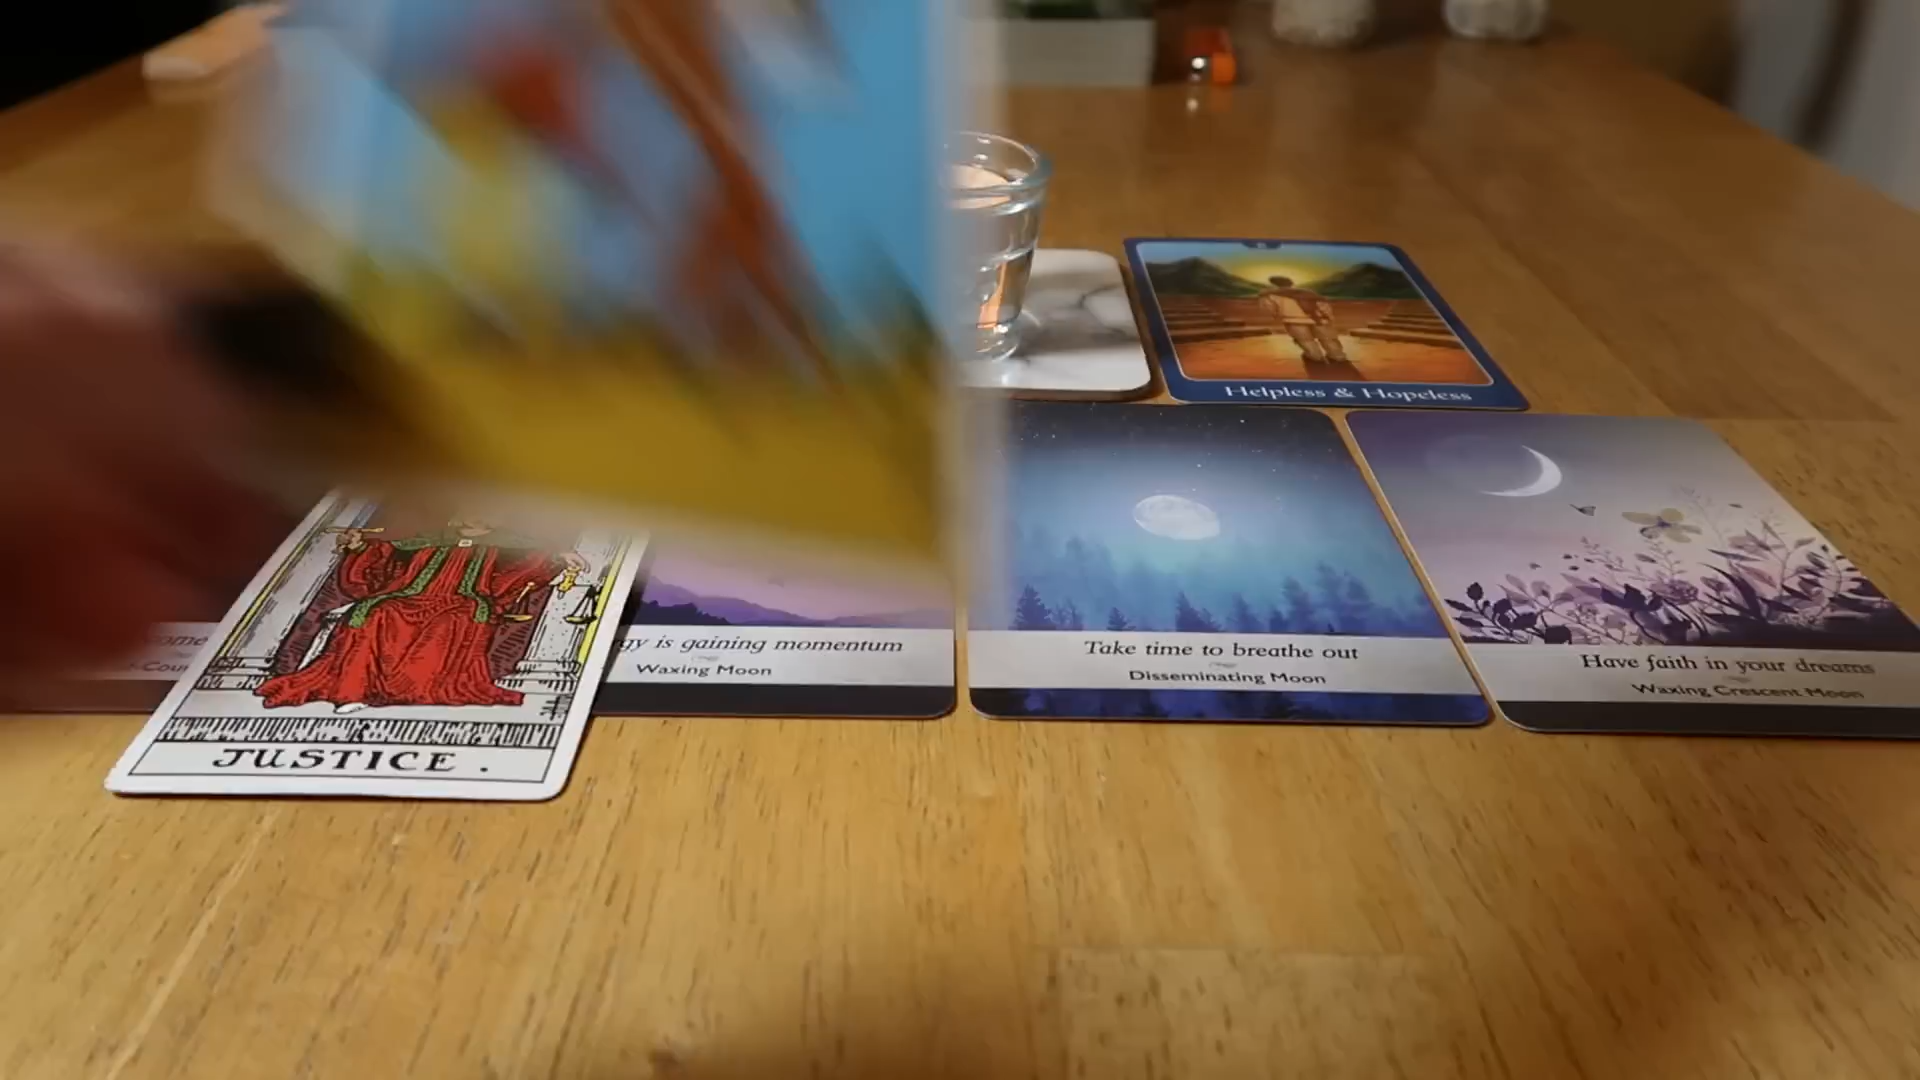 Helpless & Hopeless
is gaining momentum
Waxing Moon
Take time to breathe out
Disseminating Moon
Have faith in your dreams
Waxing Crescent Moon
JUSTICE.